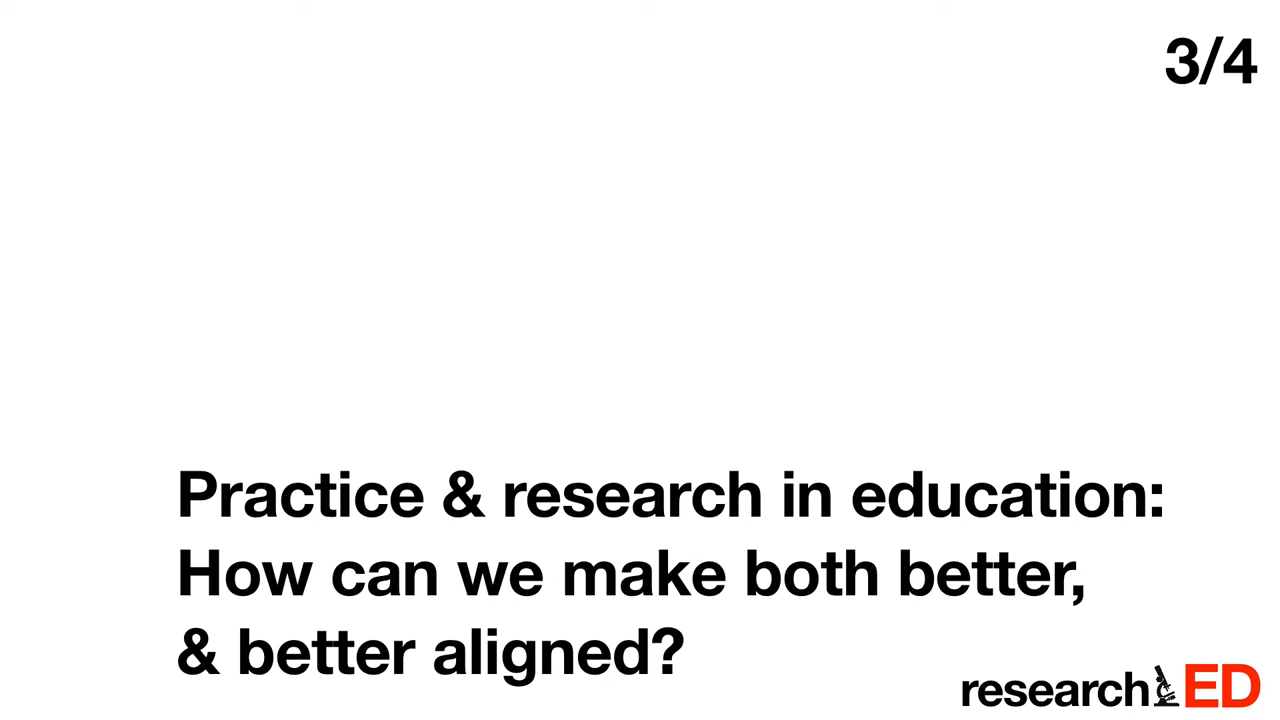 3/4
Practice & research in education:
How can we make both better,
& better aligned?
researchED